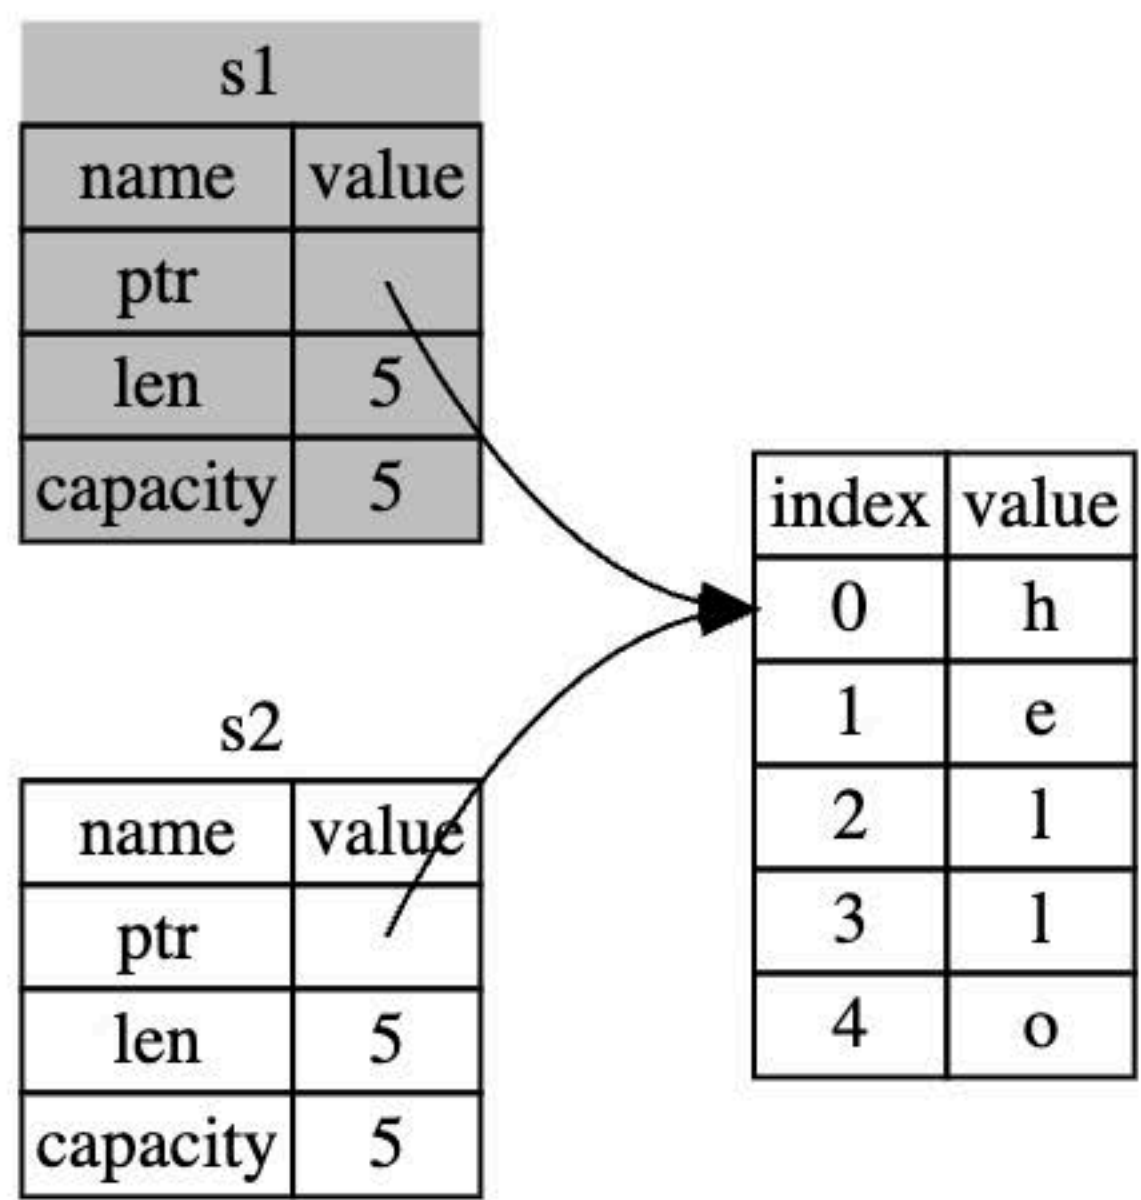 s1
name value
ptr
len 5
capacity 5
s2
name value
ptr
len 5
capacity 5
index value
0 h
1 e
2 l
3 l
4 o